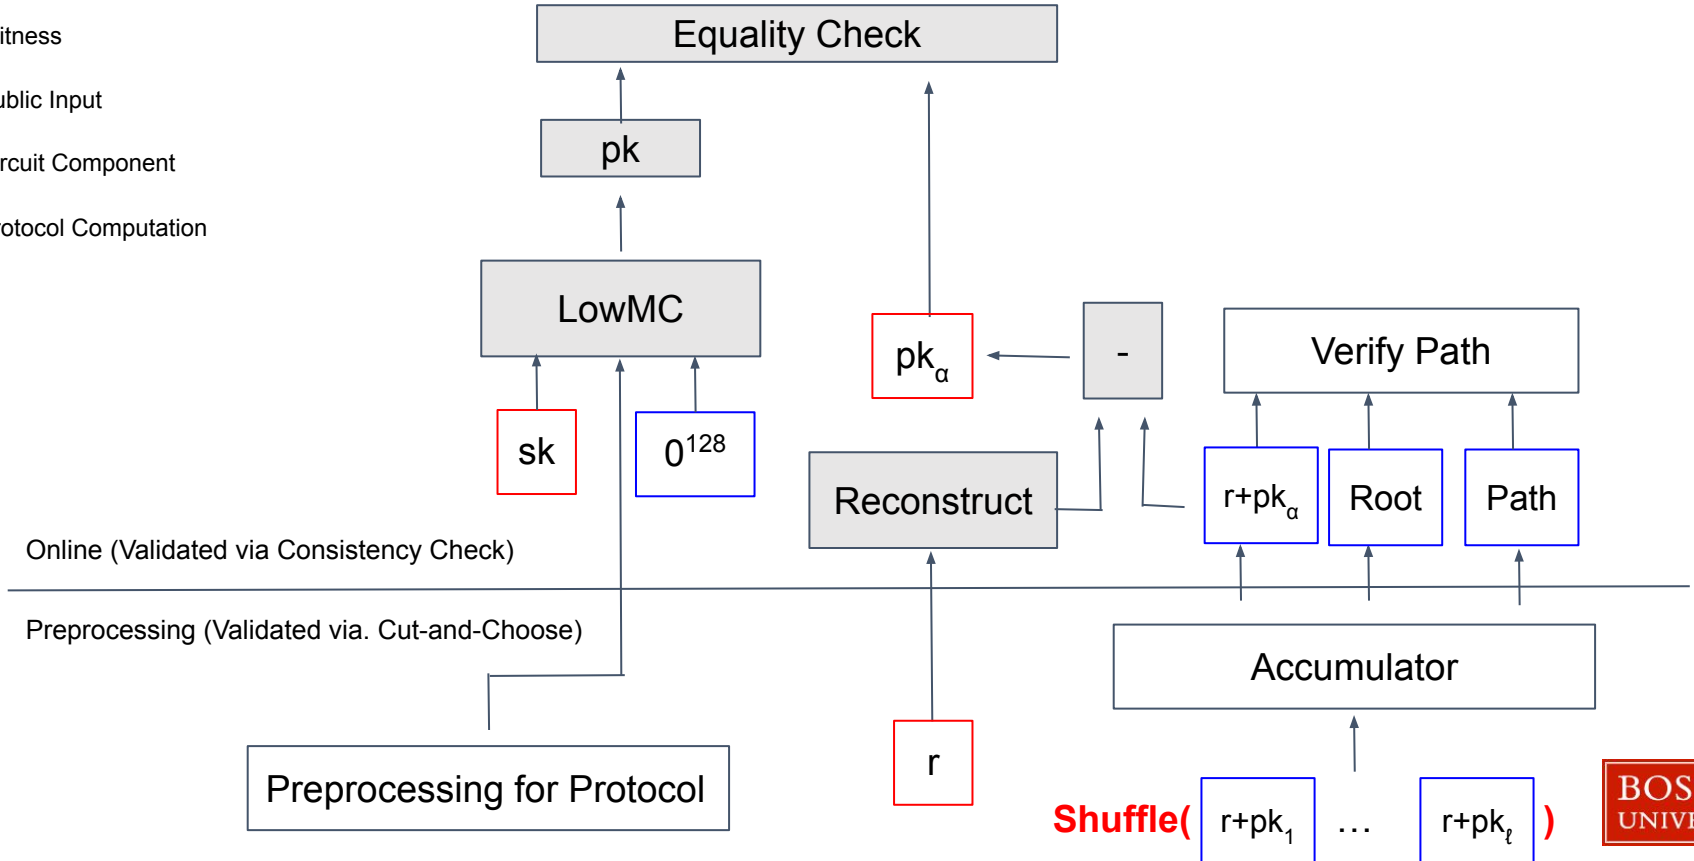 itness
ublic Input
rcuit Component
rotocol Computation
Equality Check
pk
LowMC
sk
0¹²⁸
pkα
-
Verify Path
Reconstruct
r+pkα
Root
Path
Online (Validated via Consistency Check)
Preprocessing (Validated via. Cut-and-Choose)
Accumulator
Preprocessing for Protocol
r
Shuffle( r+pk₁ … r+pkℓ )
BOS
UNIVE